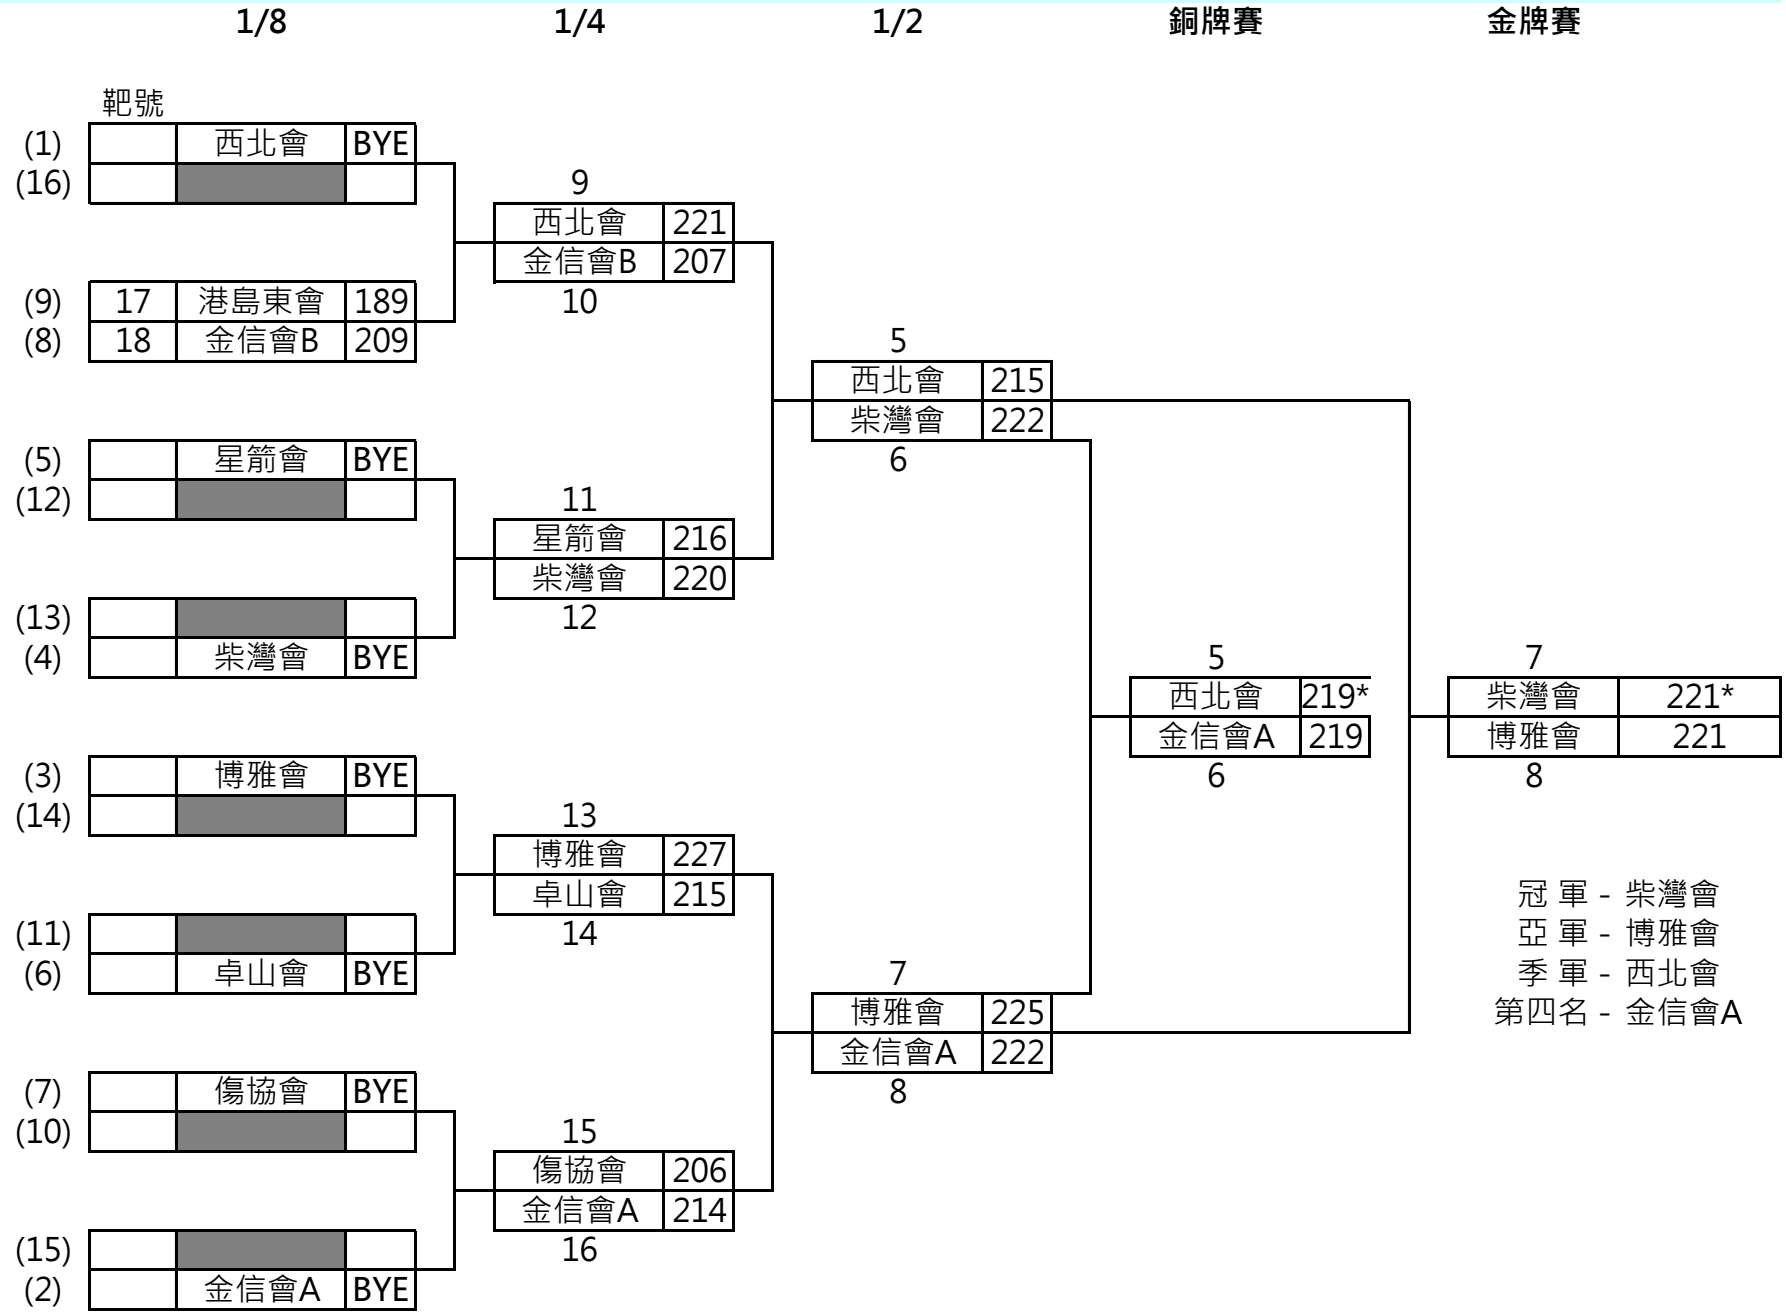 1/8 1/4 1/2 銅牌賽 金牌賽
靶號
(1) 西北會 BYE
(16)
9
西北會 221
金信會B 207
10
(9) 17 港島東會 189
(8) 18 金信會B 209
5
西北會 215
柴灣會 222
6
(5) 星箭會 BYE
(12)
11
星箭會 216
柴灣會 220
12
(13)
(4) 柴灣會 BYE
5
西北會 219*
金信會A 219
6
7
柴灣會 221*
博雅會 221
8
(3) 博雅會 BYE
(14)
13
博雅會 227
卓山會 215
14
(11)
(6) 卓山會 BYE
冠 軍 - 柴灣會
亞 軍 - 博雅會
季 軍 - 西北會
第四名 - 金信會A
7
博雅會 225
金信會A 222
8
(7) 傷協會 BYE
(10)
15
傷協會 206
金信會A 214
16
(15)
(2) 金信會A BYE